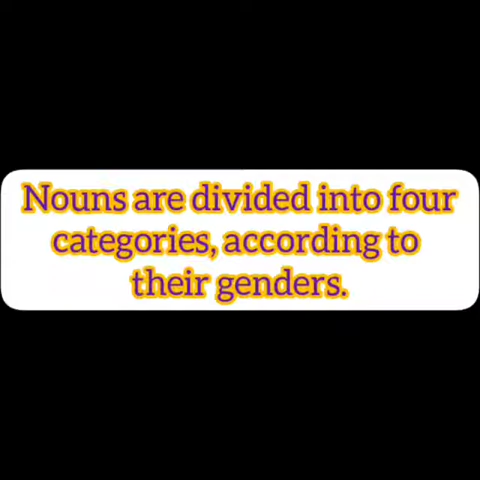 Nouns are divided into four
categories, according to
their genders.